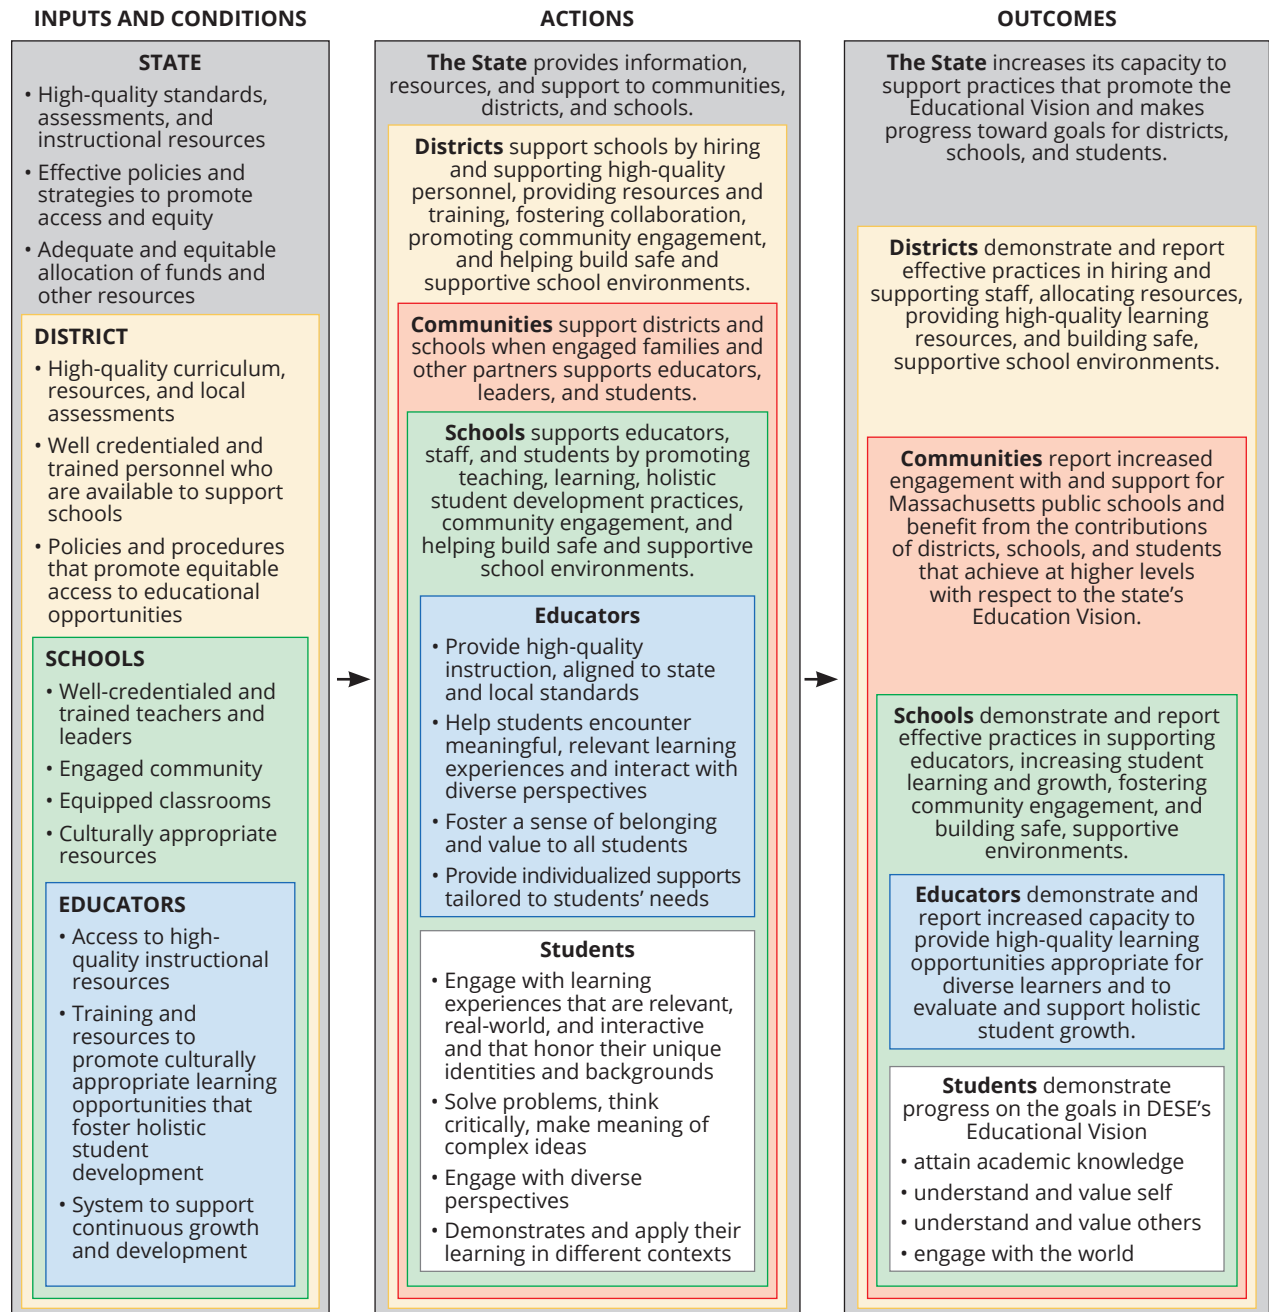 INPUTS AND CONDITIONS
STATE
• High-quality standards,
assessments, and
instructional resources
• Effective policies and
strategies to promote
access and equity
• Adequate and equitable
allocation of funds and
other resources
DISTRICT
• High-quality curriculum,
resources, and local
assessments
• Well credentialed and
trained personnel who
are available to support
schools
• Policies and procedures
that promote equitable
access to educational
opportunities
SCHOOLS
• Well-credentialed and
trained teachers and
leaders
• Engaged community
• Equipped classrooms
• Culturally appropriate
resources
EDUCATORS
• Access to high-
quality instructional
resources
• Training and
resources to
promote culturally
appropriate learning
opportunities that
foster holistic
student
development
• System to support
continuous growth
and development
ACTIONS
The State provides information,
resources, and support to communities,
districts, and schools.
Districts support schools by hiring
and supporting high-quality
personnel, providing resources and
training, fostering collaboration,
promoting community engagement,
and helping build safe and
supportive school environments.
Communities support districts and
schools when engaged families and
other partners supports educators,
leaders, and students.
Schools supports educators,
staff, and students by promoting
teaching, learning, holistic
student development practices,
community engagement, and
helping build safe and supportive
school environments.
Educators
• Provide high-quality
instruction, aligned to state
and local standards
• Help students encounter
meaningful, relevant learning
experiences and interact with
diverse perspectives
• Foster a sense of belonging
and value to all students
• Provide individualized supports
tailored to students’ needs
Students
• Engage with learning
experiences that are relevant,
real-world, and interactive
and that honor their unique
identities and backgrounds
• Solve problems, think
critically, make meaning of
complex ideas
• Engage with diverse
perspectives
• Demonstrates and apply their
learning in different contexts
OUTCOMES
The State increases its capacity to
support practices that promote the
Educational Vision and makes
progress toward goals for districts,
schools, and students.
Districts demonstrate and report
effective practices in hiring and
supporting staff, allocating resources,
providing high-quality learning
resources, and building safe,
supportive school environments.
Communities report increased
engagement with and support for
Massachusetts public schools and
benefit from the contributions
of districts, schools, and students
that achieve at higher levels
with respect to the state’s
Education Vision.
Schools demonstrate and report
effective practices in supporting
educators, increasing student
learning and growth, fostering
community engagement, and
building safe, supportive
environments.
Educators demonstrate and
report increased capacity to
provide high-quality learning
opportunities appropriate for
diverse learners and to
evaluate and support holistic
student growth.
Students demonstrate
progress on the goals in DESE’s
Educational Vision
• attain academic knowledge
• understand and value self
• understand and value others
• engage with the world